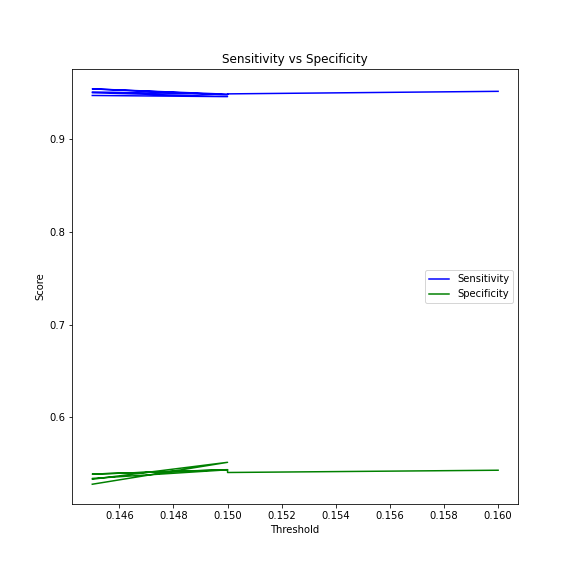 Sensitivity vs Specificity
0.9
0.8
0.7
0.6
Score
Sensitivity
Specificity
0.146 0.148 0.150 0.152 0.154 0.156 0.158 0.160
Threshold